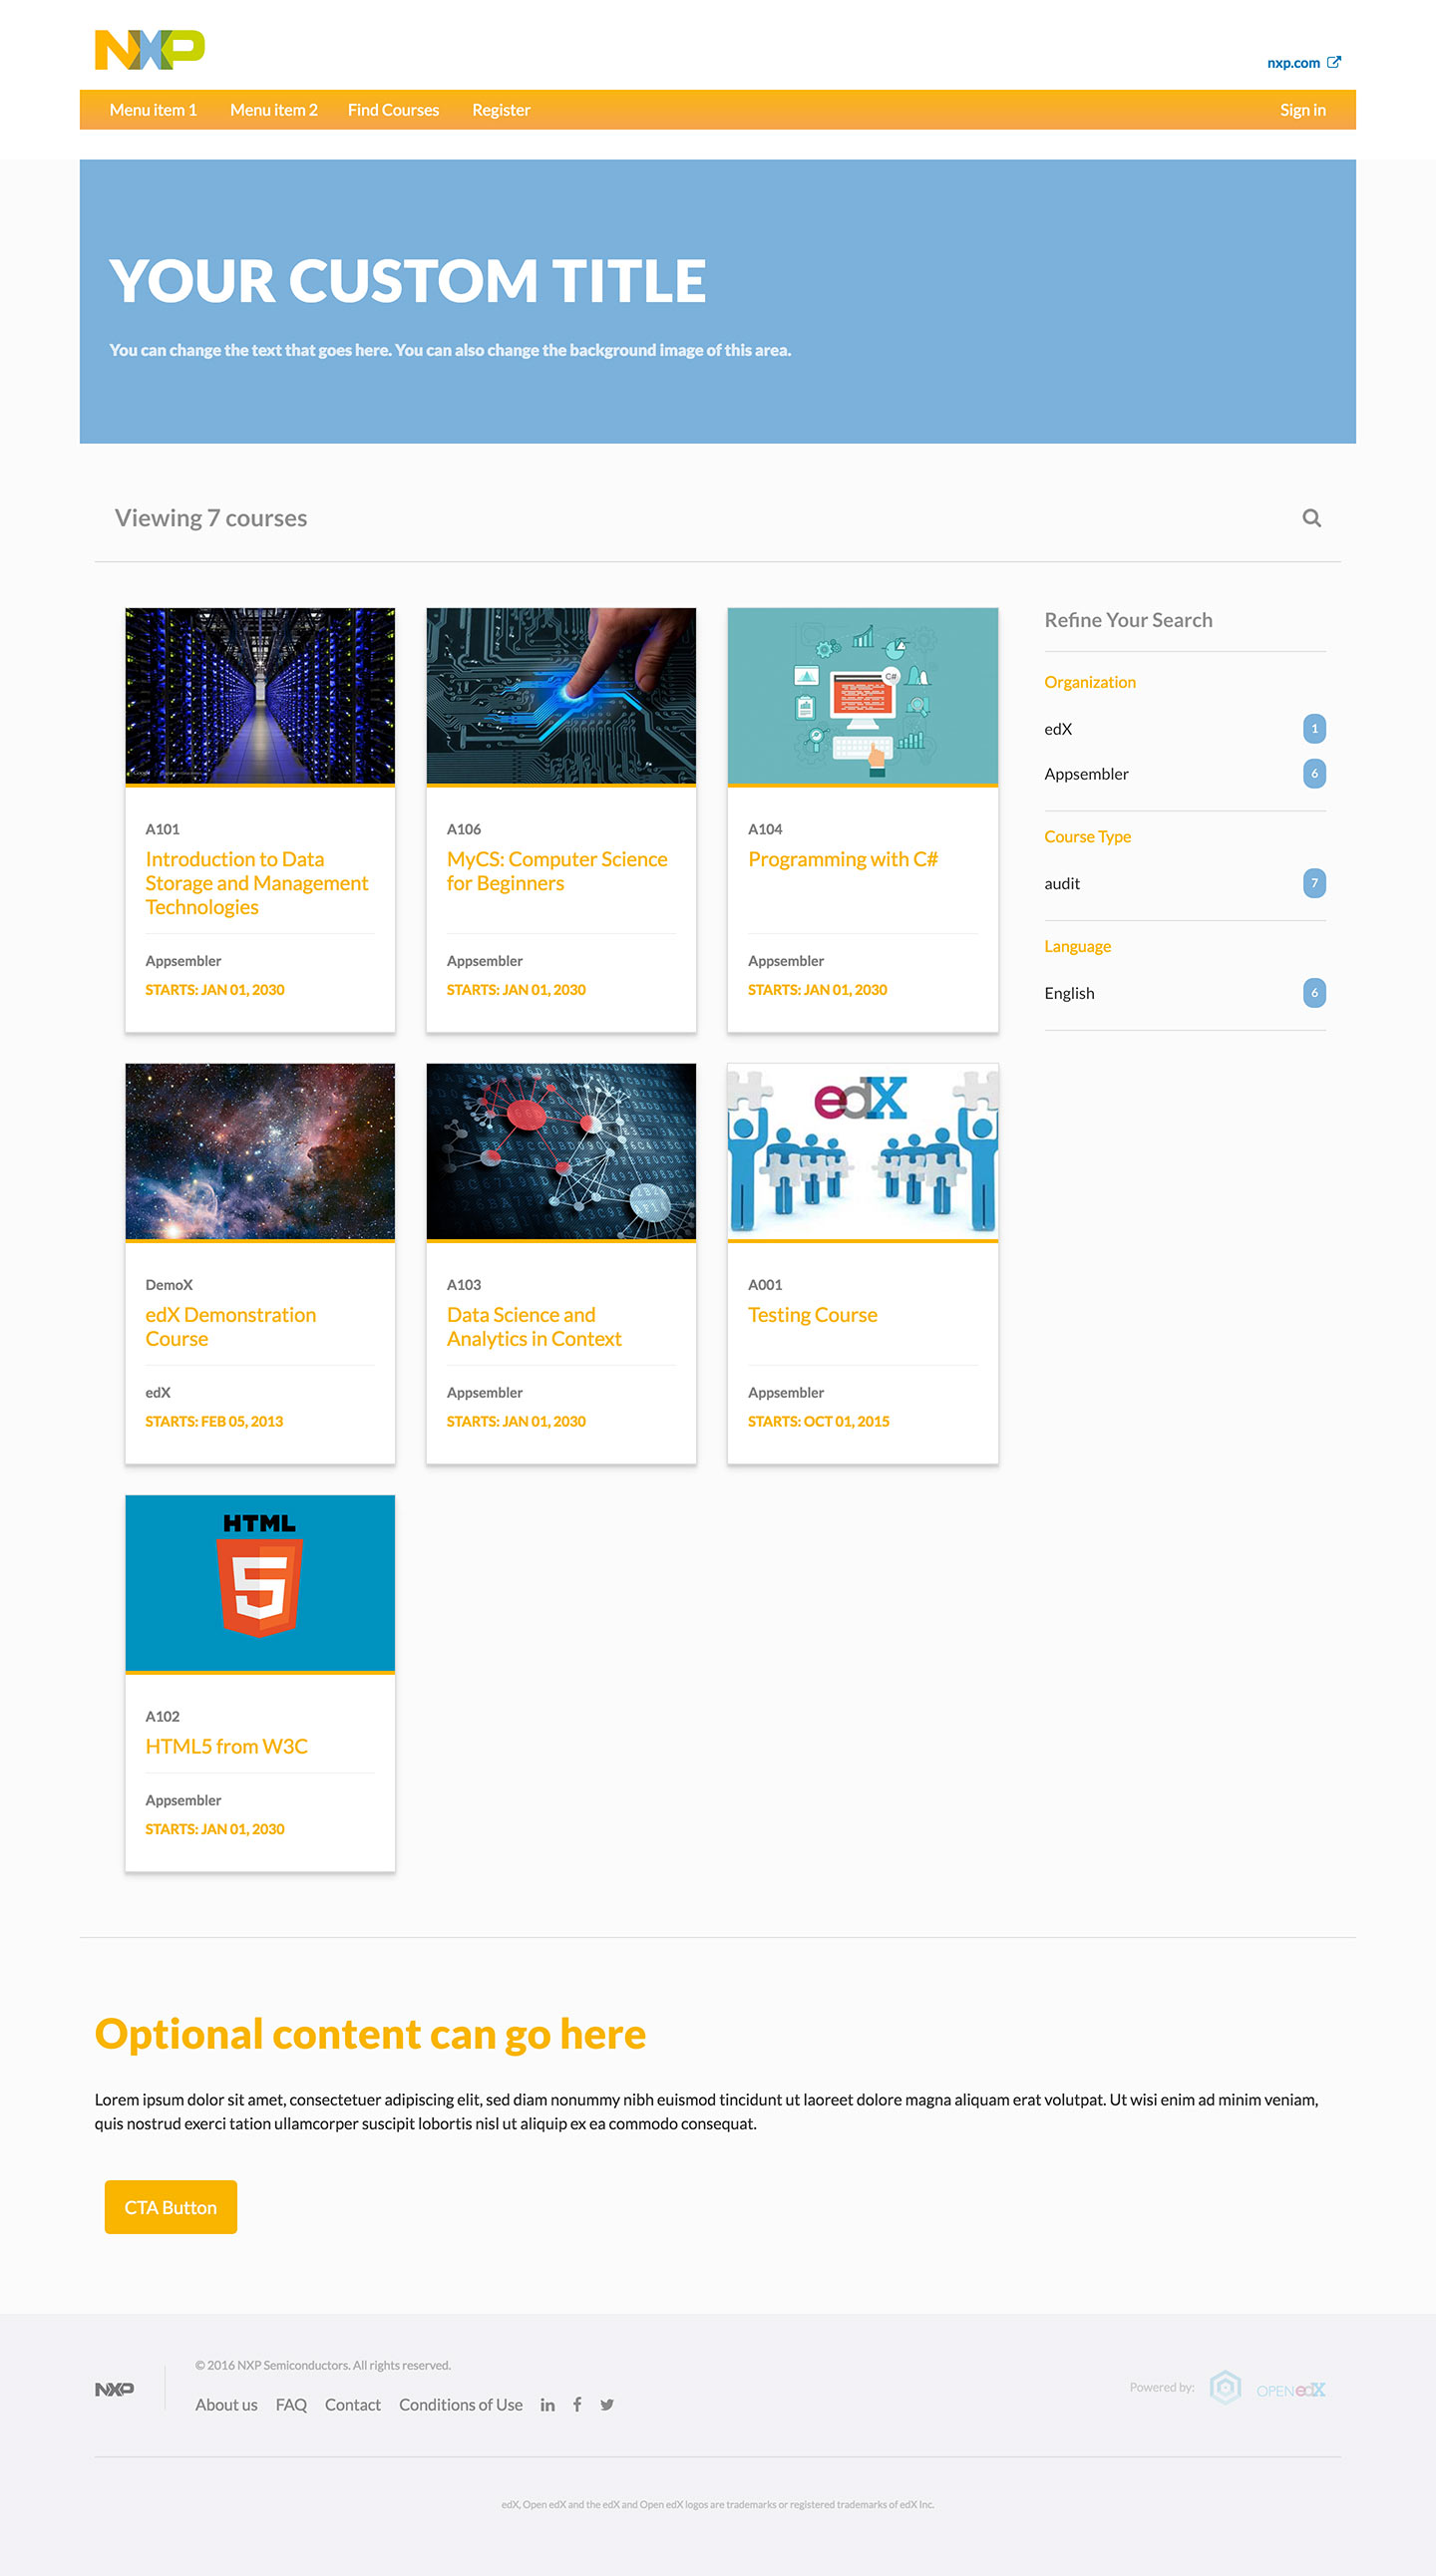 NXP
nxp.com
Menu item 1 Menu item 2 Find Courses Register Sign in
YOUR CUSTOM TITLE
You can change the text that goes here. You can also change the background image of this area.
Viewing 7 courses
A101
Introduction to Data
Storage and Management
Technologies
Appsembler
STARTS: JAN 01, 2030
A106
MyCS: Computer Science
for Beginners
Appsembler
STARTS: JAN 01, 2030
C#
A104
Programming with C#
Appsembler
STARTS: JAN 01, 2030
Refine Your Search
Organization
edX 1
Appsembler 6
Course Type
audit 7
Language
English 6
DemoX
edX Demonstration
Course
edX
STARTS: FEB 05, 2013
A103
Data Science and
Analytics in Context
Appsembler
STARTS: JAN 01, 2030
edX
A001
Testing Course
Appsembler
STARTS: OCT 01, 2015
HTML
5
A102
HTML5 from W3C
Appsembler
STARTS: JAN 01, 2030
Optional content can go here
Lorem ipsum dolor sit amet, consectetuer adipiscing elit, sed diam nonummy nibh euismod tincidunt ut laoreet dolore magna aliquam erat volutpat. Ut wisi enim ad minim veniam,
quis nostrud exerci tation ullamcorper suscipit lobortis nisl ut aliquip ex ea commodo consequat.
CTA Button
NXP
© 2016 NXP Semiconductors. All rights reserved.
About us FAQ Contact Conditions of Use
Powered by: OPEN edX
edX, Open edX and the edX and Open edX logos are trademarks or registered trademarks of edX Inc.